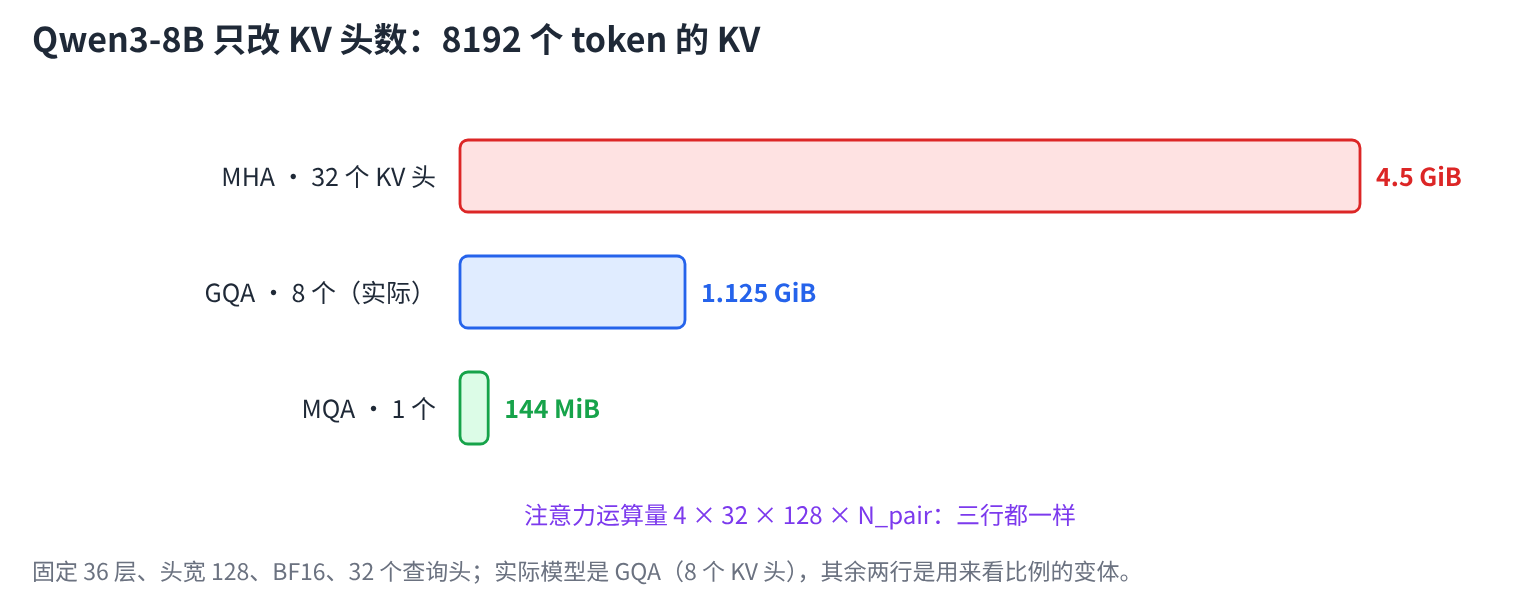 Qwen3-8B 只改 KV 头数：8192 个 token 的 KV
MHA · 32 个 KV 头
4.5 GiB
GQA · 8 个（实际）
1.125 GiB
MQA · 1 个
144 MiB
注意力运算量 4 × 32 × 128 × N_pair：三行都一样
固定 36 层、头宽 128、BF16、32 个查询头；实际模型是 GQA（8 个 KV 头），其余两行是用来看比例的变体。